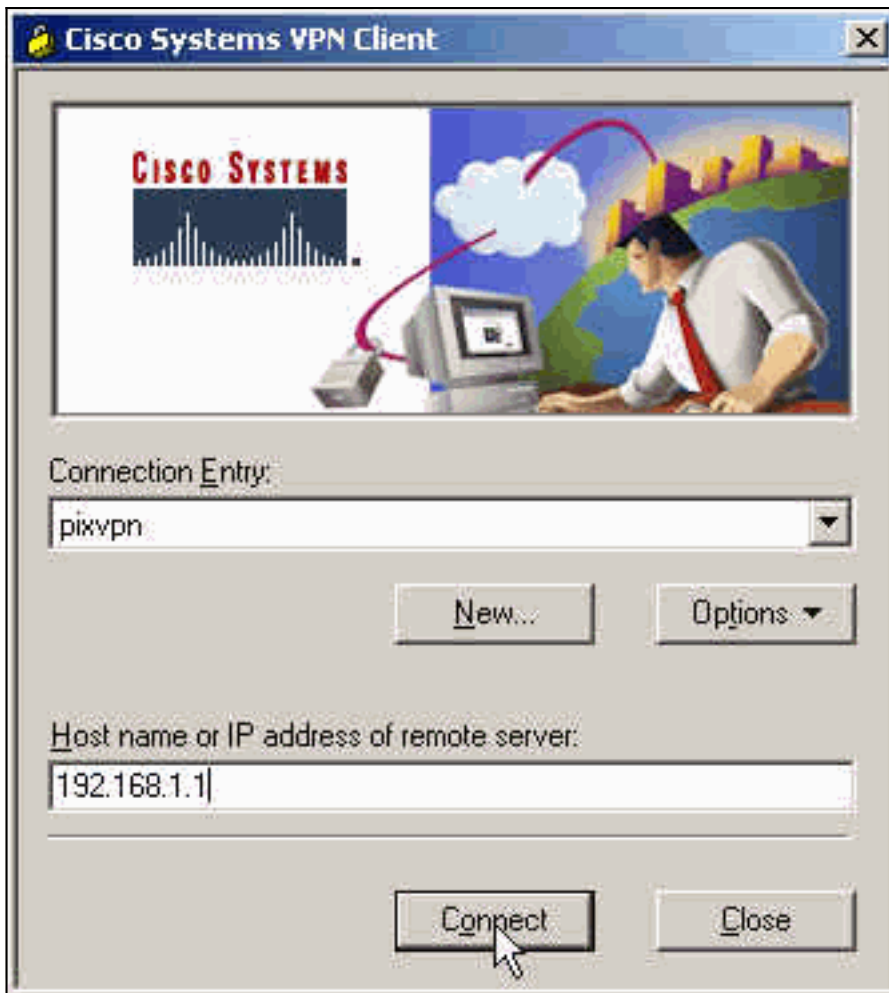 Cisco Systems VPN Client
CISCO SYSTEMS
Connection Entry:
pixvpn
New...
Options
Host name or IP address of remote server:
192.168.1.1
Connect
Close